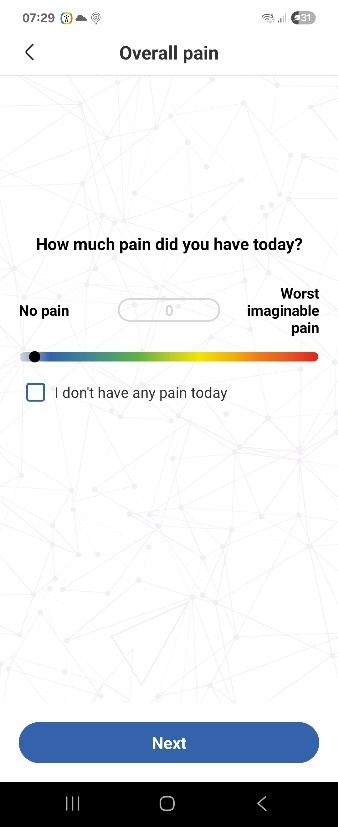 07:29
31
Overall pain
How much pain did you have today?
No pain
0
Worst
imaginable
pain
I don't have any pain today
Next